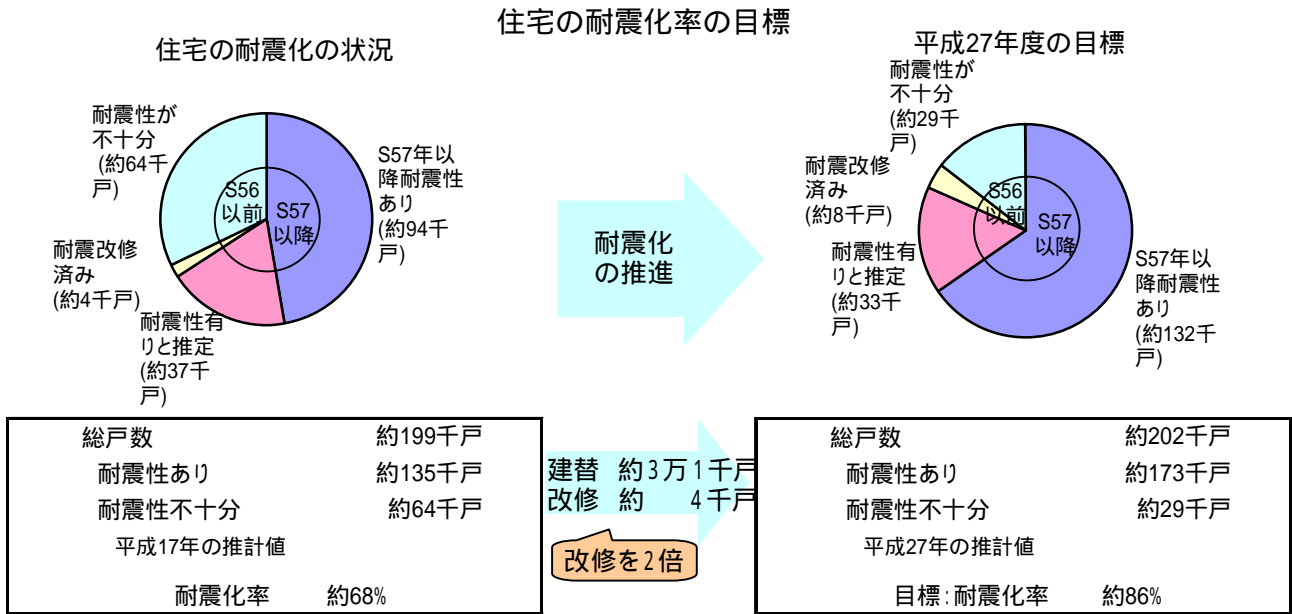 住宅の耐震化率の目標
住宅の耐震化の状況
耐震性が
不十分
(約64千
戸)
S57年以
降耐震性
あり
(約94千
戸)
S56
以前
S57
以降
耐震改修
済み
(約4千戸)
耐震性有
りと推定
(約37千
戸)
耐震化
の推進
平成27年度の目標
耐震性が
不十分
(約29千
戸)
耐震改修
済み
(約8千戸)
S56
以前
S57
以降
耐震性有
りと推定
(約33千
戸)
S57年以
降耐震性
あり
(約132千
戸)
総戸数 約199千戸
耐震性あり 約135千戸
耐震性不十分 約64千戸
平成17年の推計値
耐震化率 約68%
建替 約3万1千戸
改修 約 4千戸
改修を2倍
総戸数 約202千戸
耐震性あり 約173千戸
耐震性不十分 約29千戸
平成27年の推計値
目標:耐震化率 約86%